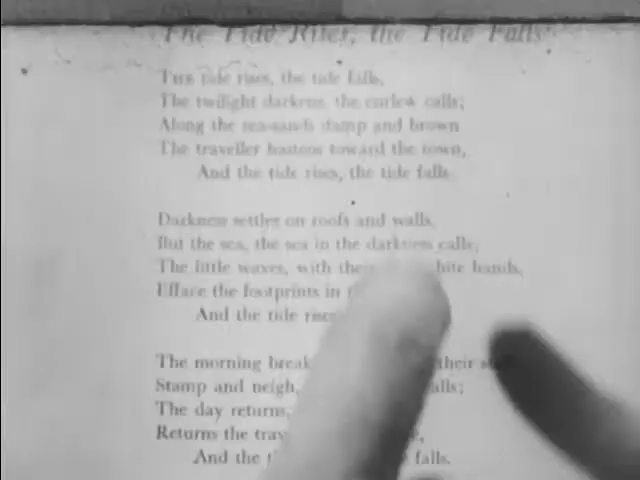 The Tide Rises, the Tide Falls
The tide rises, the tide falls,
The twilight darkens, the curlew calls;
Along the sea-sands damp and brown
The traveller hastens toward the town,
And the tide rises, the tide falls.
Darkness settles on roofs and walls,
But the sea, the sea in the darkness calls;
The little waves, with their hands,
Efface the footprints in
And the tide rises
The morning their
Stamp and neigh,
The day returns,
Returns the
And the falls.